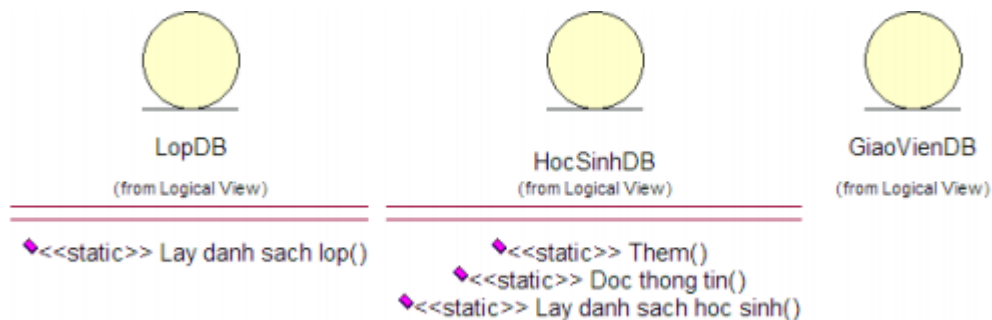 LopDB
(from Logical View)
<<static>> Lay danh sach lop()
HocSinhDB
(from Logical View)
<<static>> Them()
<<static>> Doc thong tin()
<<static>> Lay danh sach hoc sinh()
GiaoVienDB
(from Logical View)